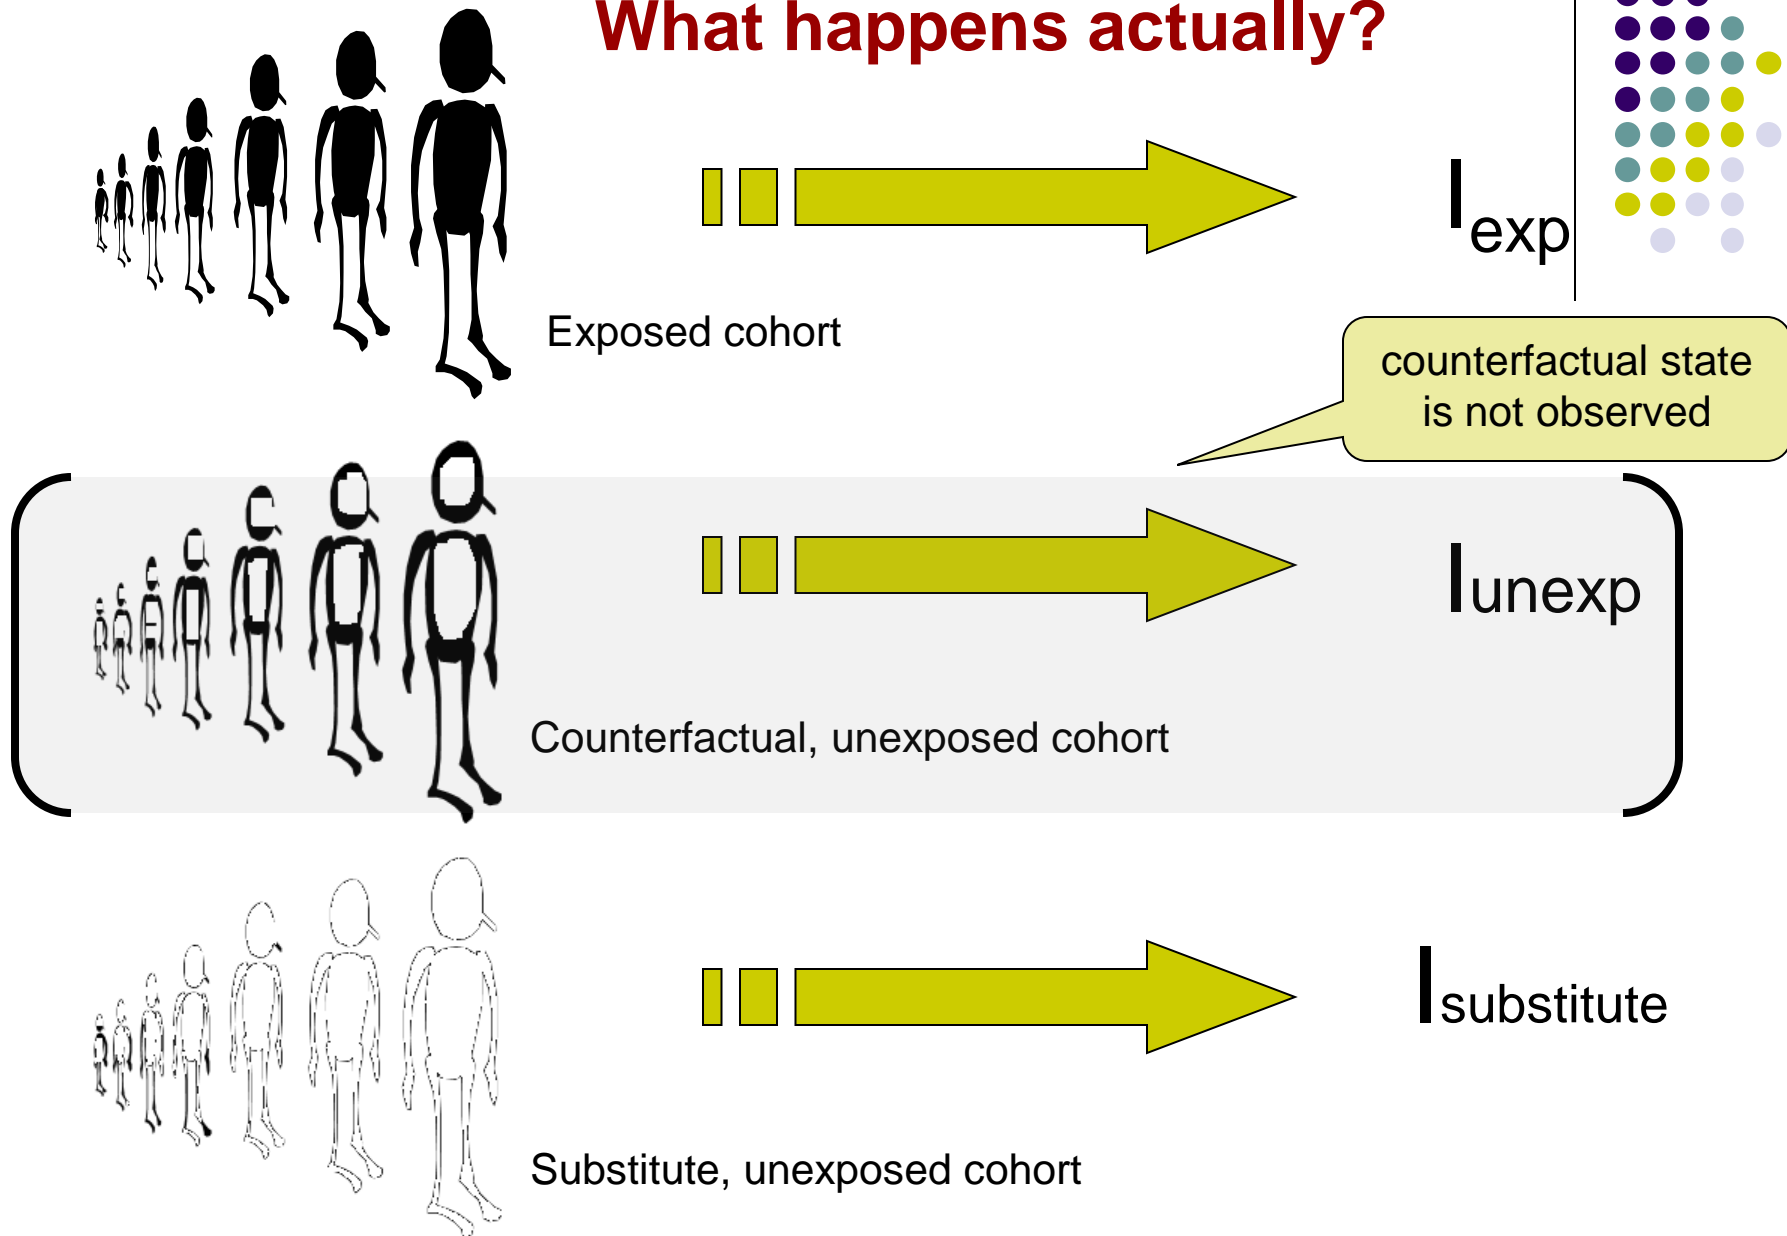 What happens actually?
Iexp
Exposed cohort
counterfactual state
is not observed
Iunexp
Counterfactual, unexposed cohort
Isubstitute
Substitute, unexposed cohort